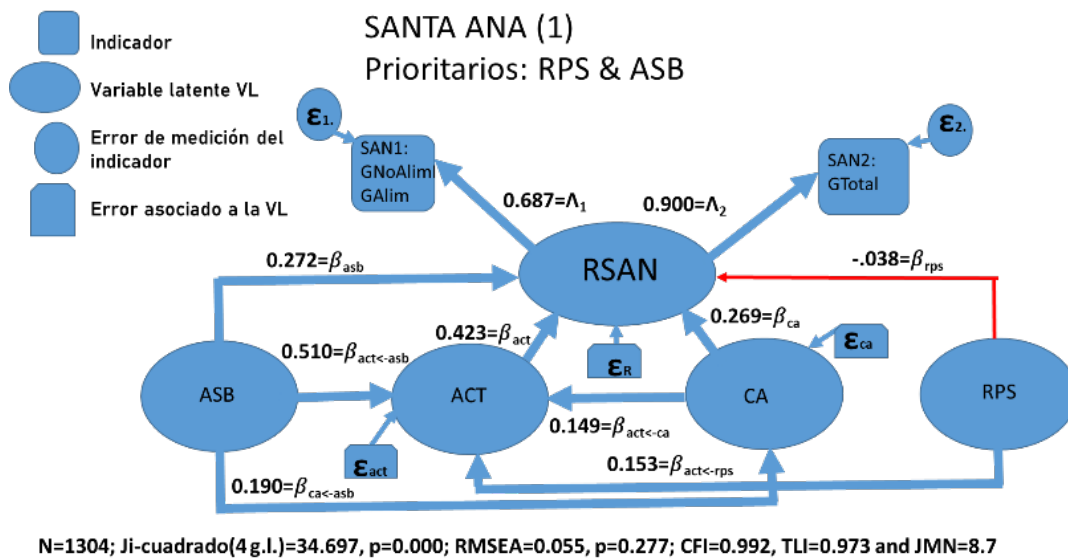 SANTA ANA (1)
Prioritarios: RPS & ASB
Indicador
Variable latente VL
Error de medición del
indicador
Error asociado a la VL
ε1.
SAN1:
GNoAlimI
GAlim
ε2.
SAN2:
GTotal
0.687=Λ1
0.900=Λ2
RSAN
0.272=βasb
-.038=βrps
0.423=βact
0.269=βca
0.510=βact<-asb
εR
εca
ASB
ACT
CA
RPS
0.149=βact<-ca
εact
0.153=βact<-rps
0.190=βca<-asb
N=1304; Ji-cuadrado(4 g.l.)=34.697, p=0.000; RMSEA=0.055, p=0.277; CFI=0.992, TLI=0.973 and JMN=8.7